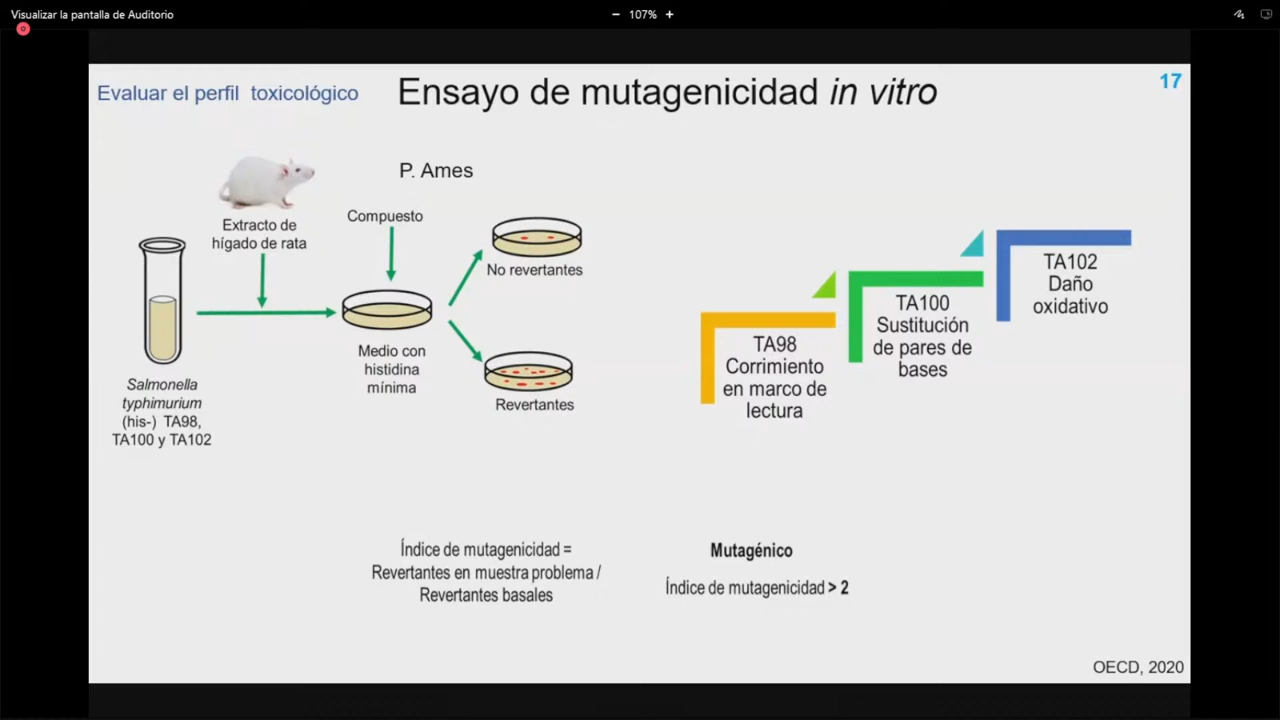 Visualizar la pantalla de Auditorio
− 107% +
Evaluar el perfil toxicológico
Ensayo de mutagenicidad in vitro
17
P. Ames
Extracto de
hígado de rata
Compuesto
No revertantes
Medio con
histidina
mínima
Revertantes
Salmonella
typhimurium
(his-) TA98,
TA100 y TA102
TA98
Corrimiento
en marco de
lectura
TA100
Sustitución
de pares de
bases
TA102
Daño
oxidativo
Índice de mutagenicidad =
Revertantes en muestra problema /
Revertantes basales
Mutagénico
Índice de mutagenicidad > 2
OECD, 2020